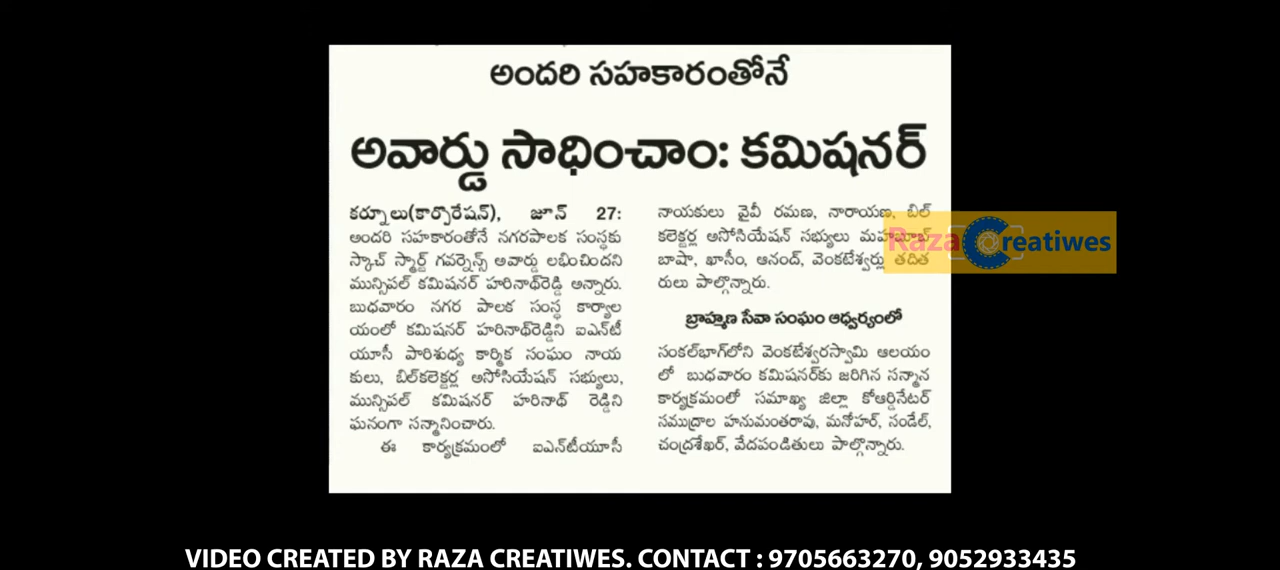 అందరి సహకారంతోనే
అవార్డు సాధించాం: కమిషనర్
కర్నూలు(కార్పొరేషన్), జూన్ 27:
అందరి సహకారంతోనే నగరపాలక సంస్థకు
స్కాచ్ స్మార్ట్ గవర్నెన్స్ అవార్డు లభించిందని
మున్సిపల్ కమిషనర్ హరినాథ్‌రెడ్డి అన్నారు.
బుధవారం నగర పాలక సంస్థ కార్యాల
యంలో కమిషనర్ హరినాథ్‌రెడ్డిని ఐఎన్‌టీ
యూసీ పారిశుధ్య కార్మిక సంఘం నాయ
కులు, బిల్‌కలెక్టర్ల అసోసియేషన్ సభ్యులు,
మున్సిపల్ కమిషనర్ హరినాథ్ రెడ్డిని
ఘనంగా సన్మానించారు.
ఈ కార్యక్రమంలో ఐఎన్‌టీయూసీ
నాయకులు వైవీ రమణ, నారాయణ, బిల్
కలెక్టర్ల అసోసియేషన్ సభ్యులు మహబూబ్
బాషా, ఖాసీం, ఆనంద్, వెంకటేశ్వర్లు తదిత
రులు పాల్గొన్నారు.
బ్రాహ్మణ సేవా సంఘం ఆధ్వర్యంలో
సంకల్‌భాగ్‌లోని వెంకటేశ్వరస్వామి ఆలయం
లో బుధవారం కమిషనర్‌కు జరిగిన సన్మాన
కార్యక్రమంలో సమాఖ్య జిల్లా కోఆర్డినేటర్
సముద్రాల హనుమంతరావు, మనోహర్, సండేల్,
చంద్రశేఖర్, వేదపండితులు పాల్గొన్నారు.
Raza Creatiwes
VIDEO CREATED BY RAZA CREATIWES. CONTACT : 9705663270, 9052933435